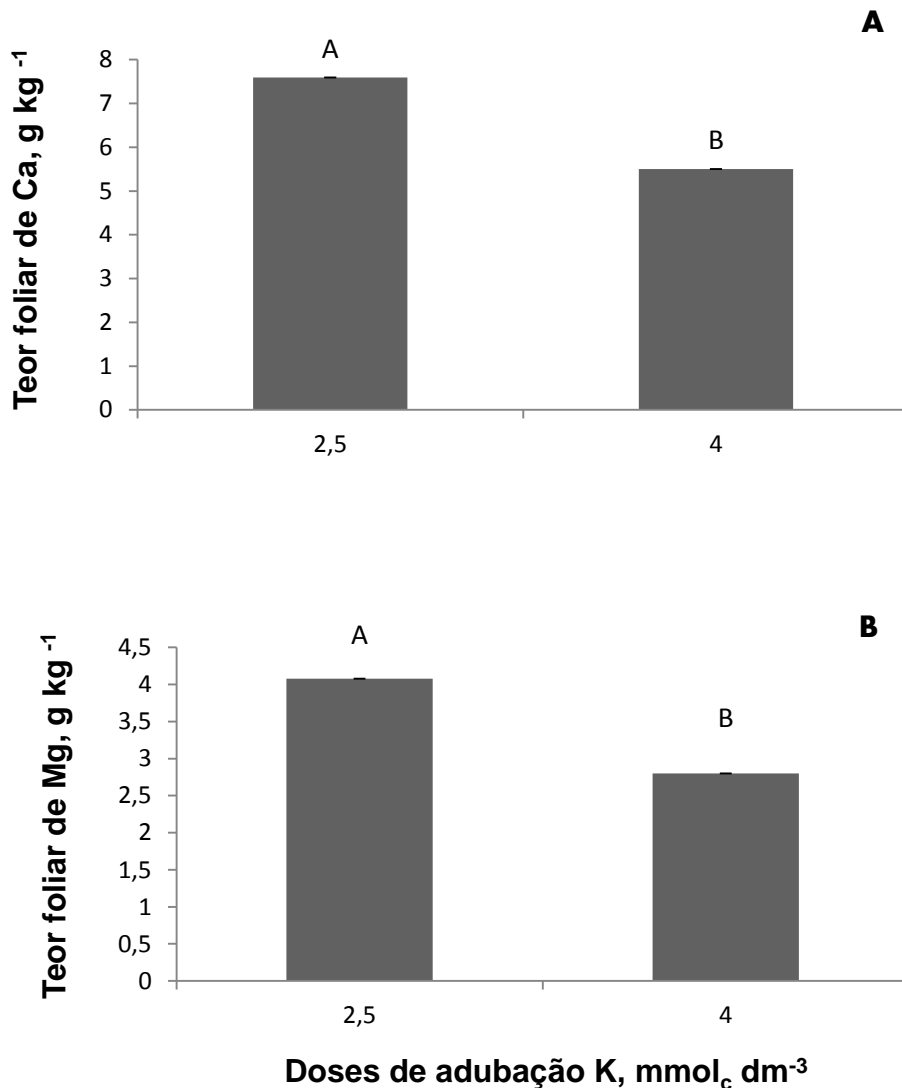 A
A
8
7
6
5
4
3
2
1
0
B
Teor foliar de Ca, g kg -1
2,5 4
B
A
4,5
4
3,5
3
2,5
2
1,5
1
0,5
0
B
Teor foliar de Mg, g kg -1
2,5 4
Doses de adubação K, mmolc dm-3